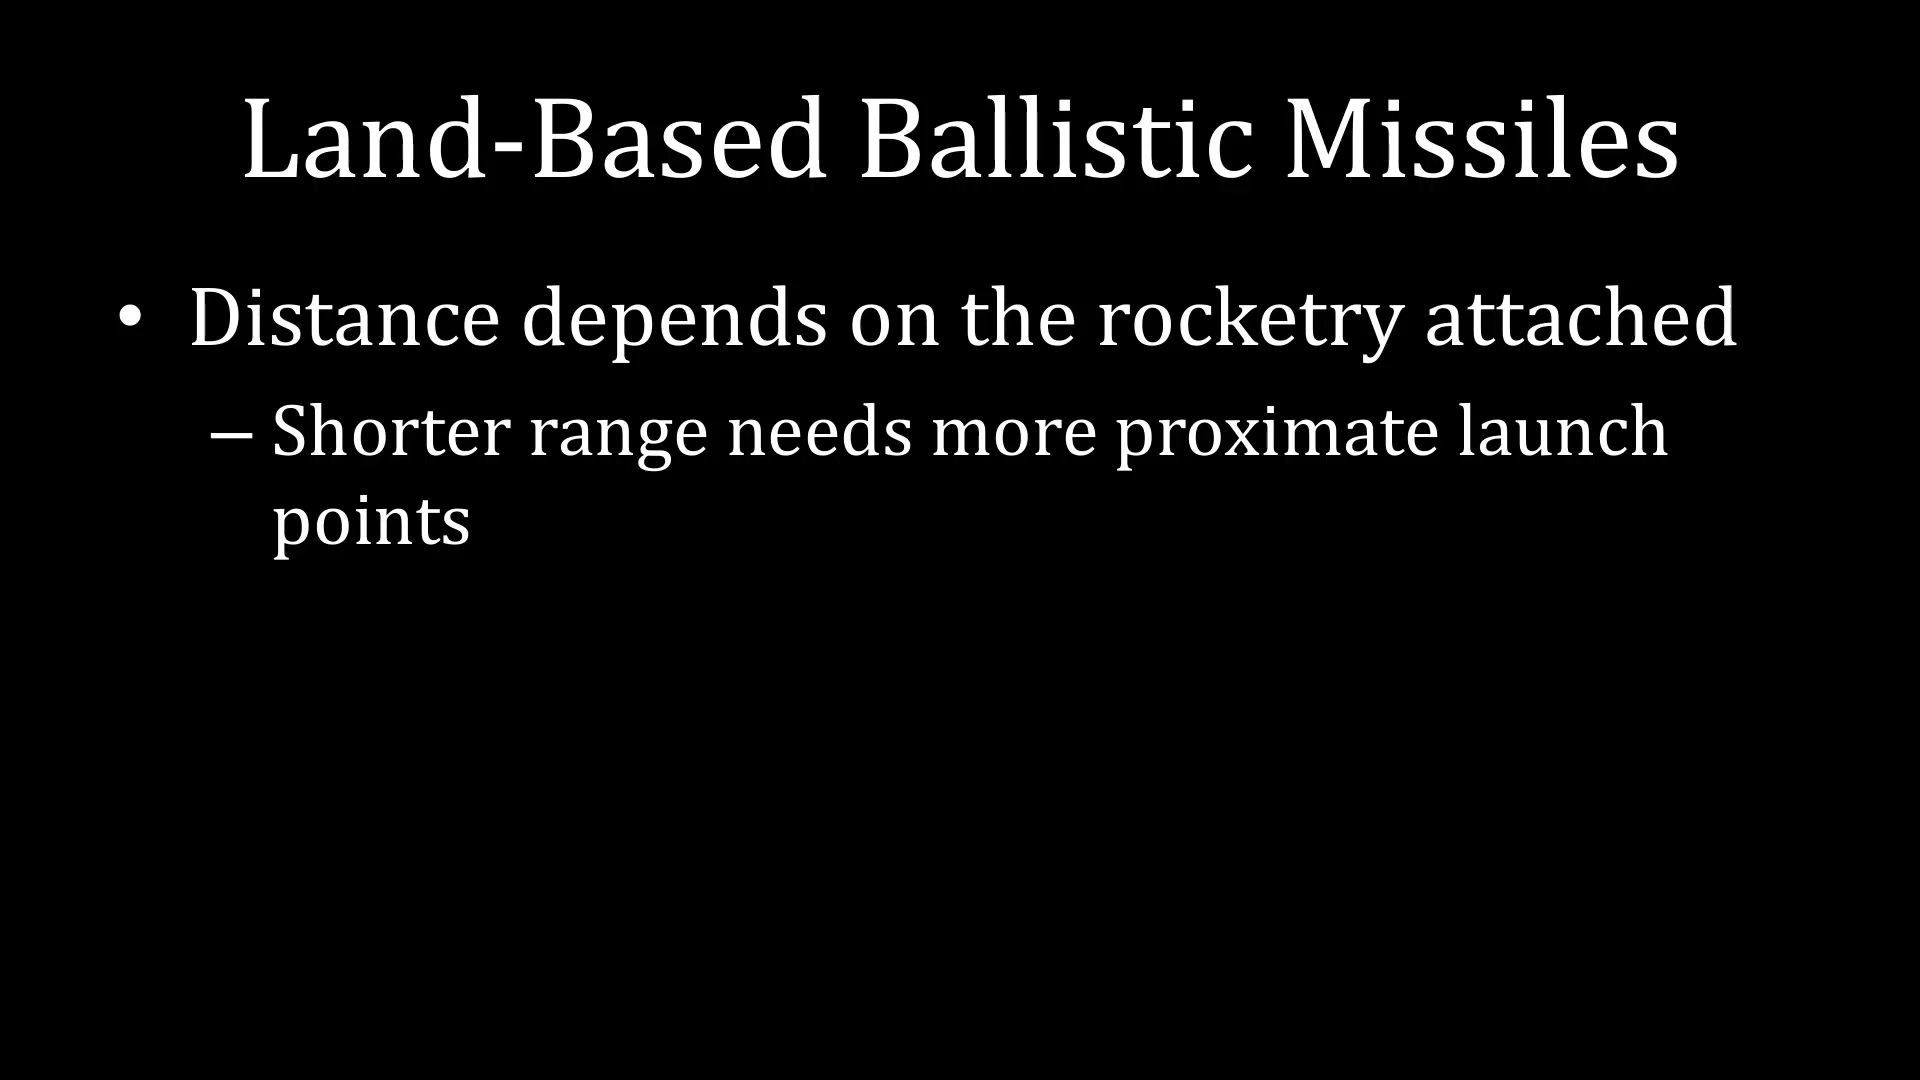 Land-Based Ballistic Missiles
• Distance depends on the rocketry attached
– Shorter range needs more proximate launch
points